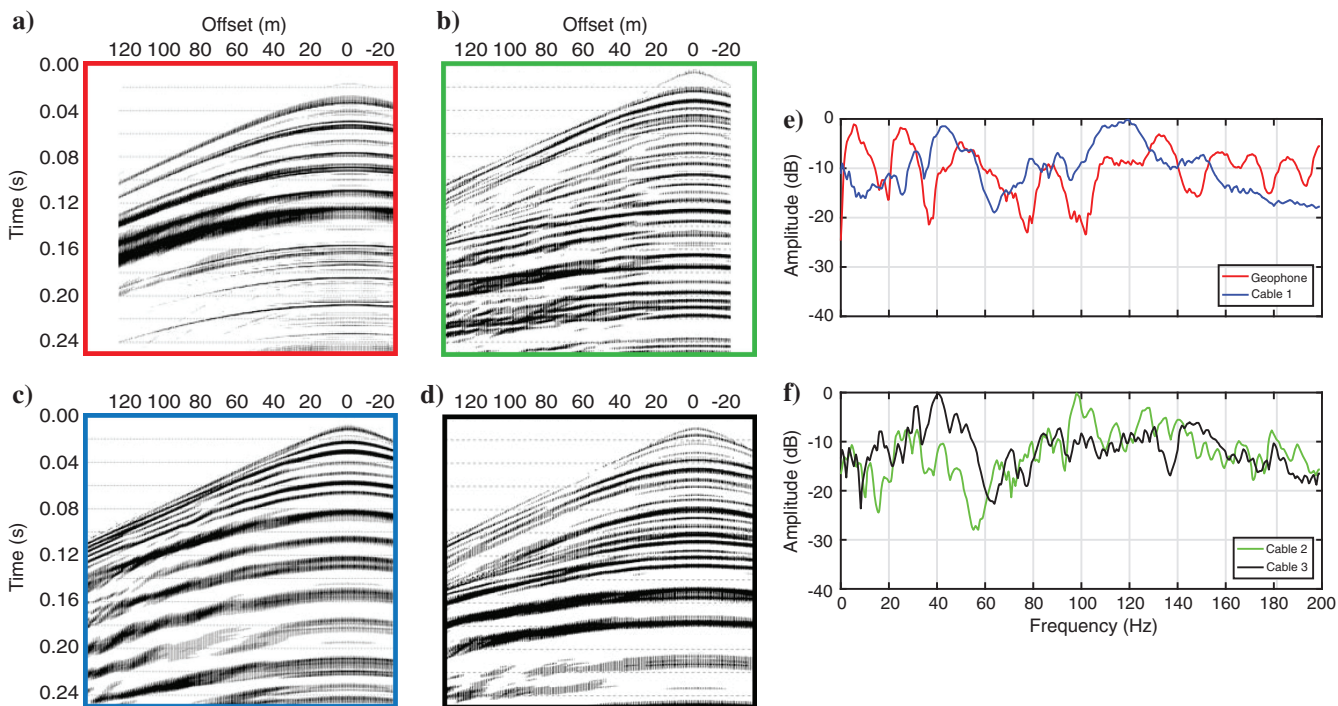 a)
Offset (m)
120 100 80 60 40 20 0 -20
0.00
0.04
0.08
0.12
0.16
0.20
0.24
Time (s)
b)
Offset (m)
120 100 80 60 40 20 0 -20
c)
120 100 80 60 40 20 0 -20
0.00
0.04
0.08
0.12
0.16
0.20
0.24
Time (s)
d)
120 100 80 60 40 20 0 -20
e)
0
-10
-20
-30
-40
Amplitude (dB)
Geophone
Cable 1
f)
0
-10
-20
-30
-40
Amplitude (dB)
Cable 2
Cable 3
0 20 40 60 80 100 120 140 160 180 200
Frequency (Hz)